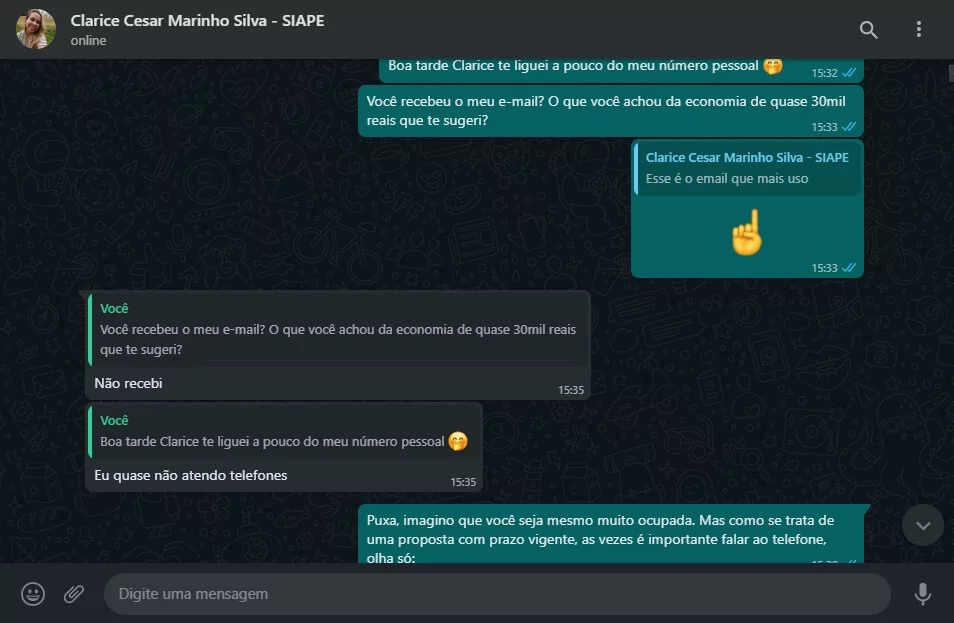 Clarice Cesar Marinho Silva - SIAPE
online
Boa tarde Clarice te liguei a pouco do meu número pessoal 🤭
15:32
Você recebeu o meu e-mail? O que você achou da economia de quase 30mil
reais que te sugeri?
15:33
Clarice Cesar Marinho Silva - SIAPE
Esse é o email que mais uso
☝️
15:33
Você
Você recebeu o meu e-mail? O que você achou da economia de quase 30mil reais
que te sugeri?
Não recebi
15:35
Você
Boa tarde Clarice te liguei a pouco do meu número pessoal 🤭
Eu quase não atendo telefones
15:35
Puxa, imagino que você seja mesmo muito ocupada. Mas como se trata de
uma proposta com prazo vigente, as vezes é importante falar ao telefone,
olha só:
Digite uma mensagem